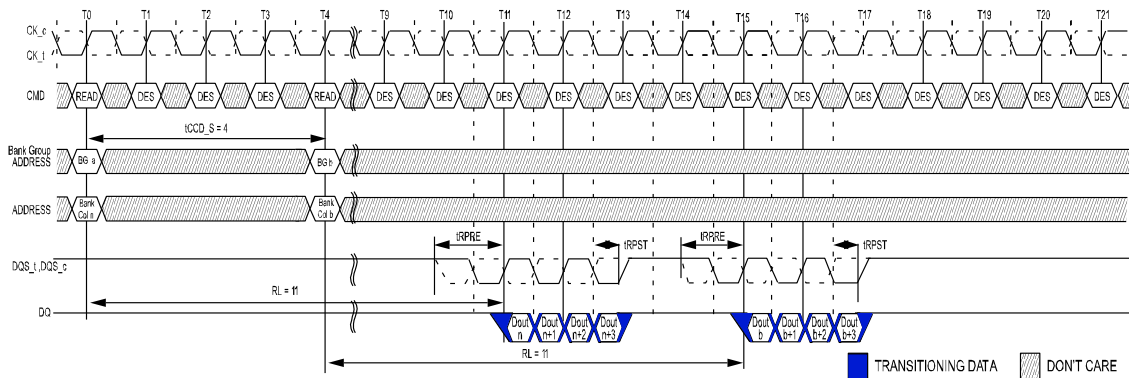 T0 T1 T2 T3 T4 T9 T10 T11 T12 T13 T14 T15 T16 T17 T18 T19 T20 T21
CK_c
CK_t
CMD READ DES DES DES READ DES DES DES DES DES DES DES DES DES DES DES DES DES
tCCD_S = 4
Bank Group
ADDRESS BG a BG b
ADDRESS Bank Col n Bank Col b
tRPRE tRPST tRPRE tRPST
DQS_t ,DQS_c
RL = 11
DQ Dout n Dout n+1 Dout n+2 Dout n+3 Dout b Dout b+1 Dout b+2 Dout b+3
RL = 11
TRANSITIONING DATA DON'T CARE